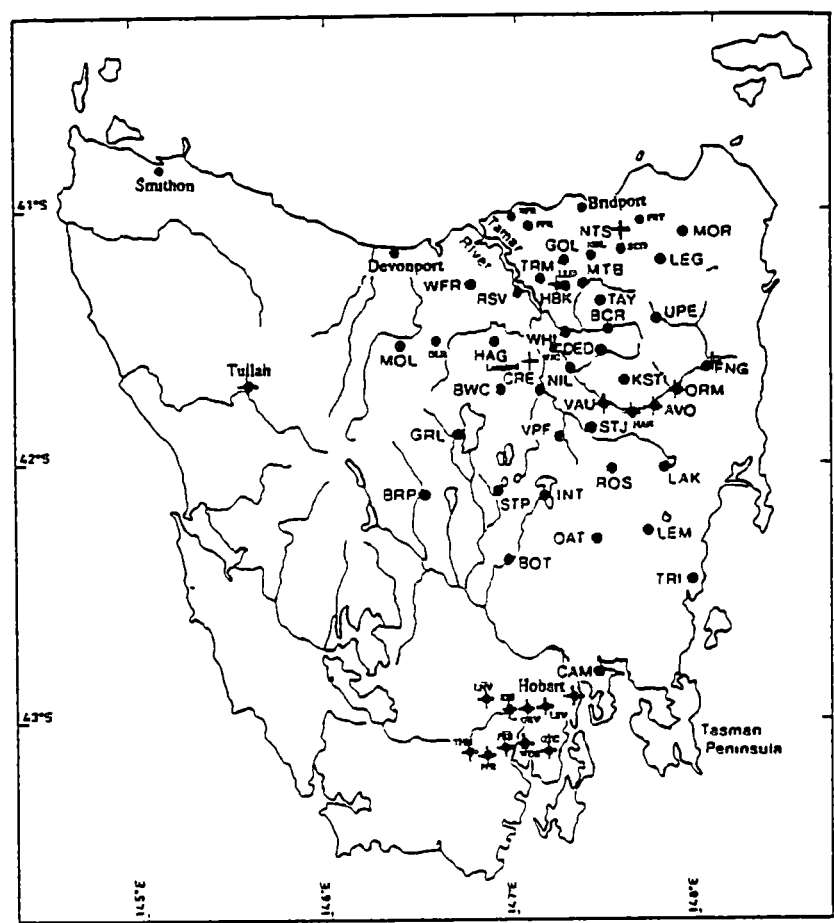 41°S
Smithon
Bridport
NTS
MOR
Tamar
River
GOL
MTB
LEG
Devonport
TRM
WFR
RSV
HBK
TAY
BCR
UPE
WHI
DED
MOL
HAG
FNG
Tullah
CRE
NIL
KST
ORM
BWC
VAU
AVO
GRL
VPF
STJ
HAR
42°S
ROS
LAK
BRP
STP
INT
OAT
LEM
BOT
TRI
CAM
Hobart
43°S
Tasman
Peninsula
145°E
146°E
147°E
148°E